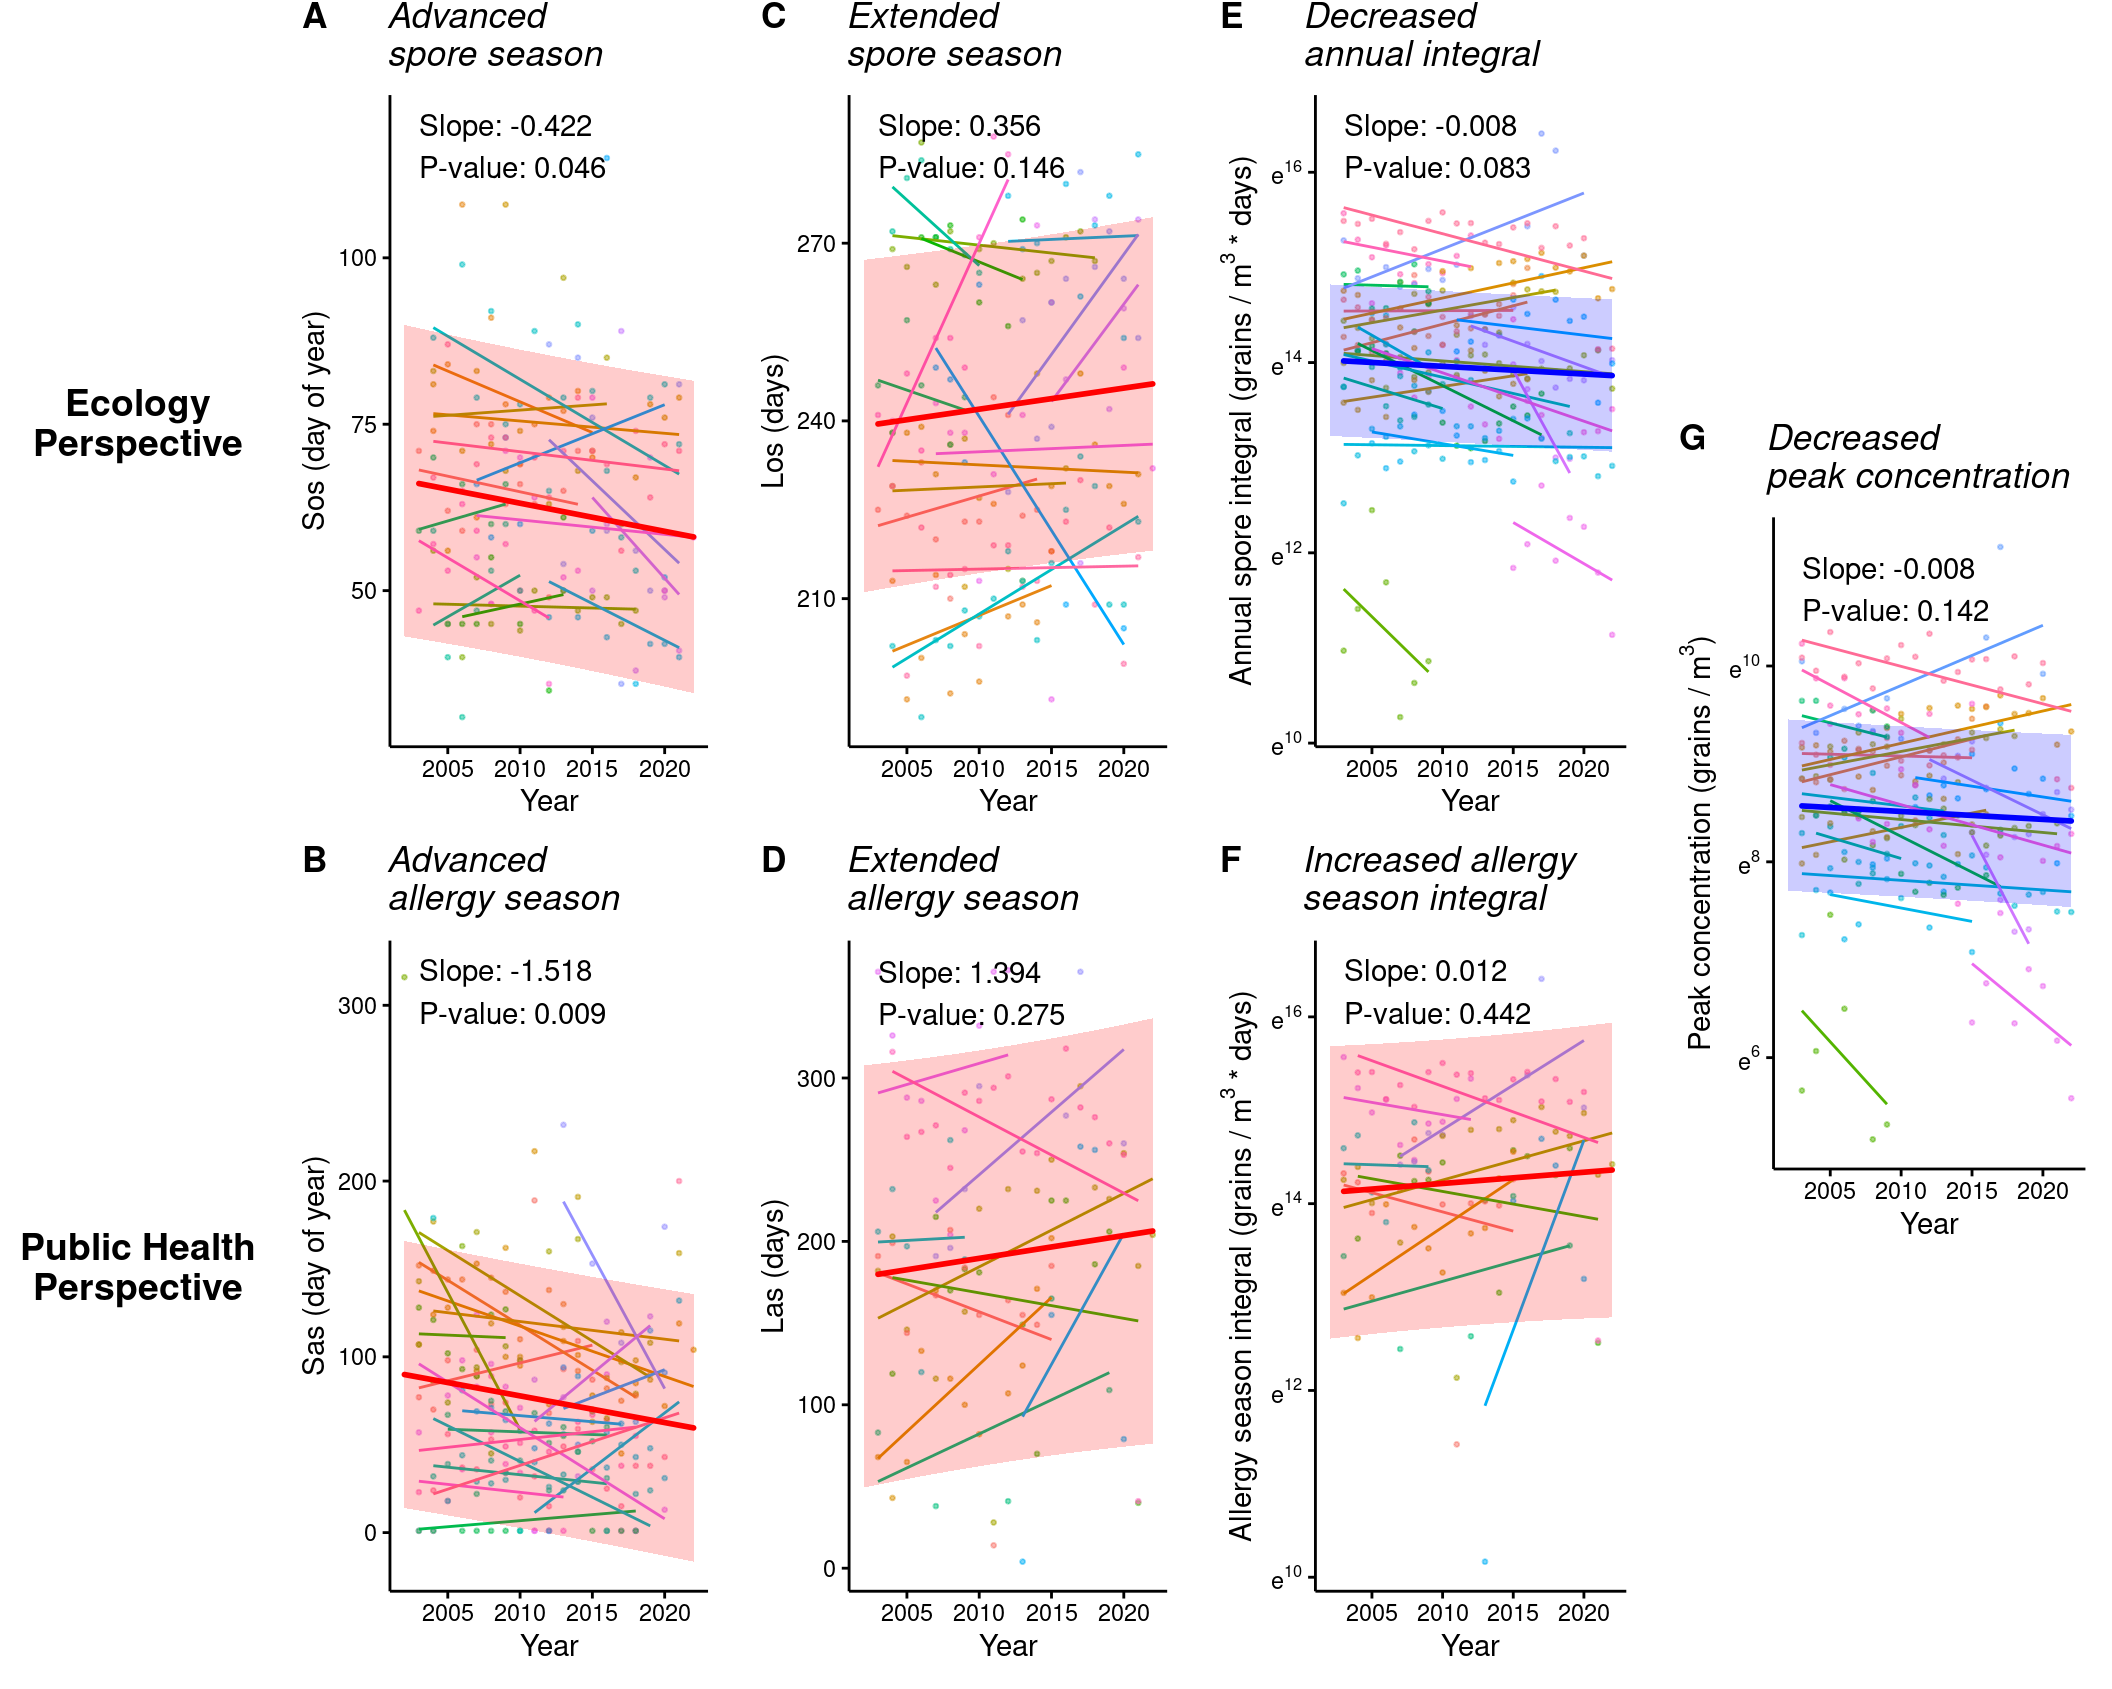 A
Advanced
spore season
Slope: -0.422
P-value: 0.046
Sos (day of year)
100
75
50
2005 2010 2015 2020
Year
C
Extended
spore season
Slope: 0.356
P-value: 0.146
Los (days)
270
240
210
2005 2010 2015 2020
Year
E
Decreased
annual integral
Slope: -0.008
P-value: 0.083
Annual spore integral (grains / m³ * days)
e¹⁶
e¹⁴
e¹²
e¹⁰
2005 2010 2015 2020
Year
Ecology
Perspective
G
Decreased
peak concentration
Slope: -0.008
P-value: 0.142
Peak concentration (grains / m³)
e¹⁰
e⁸
e⁶
2005 2010 2015 2020
Year
B
Advanced
allergy season
Slope: -1.518
P-value: 0.009
Sas (day of year)
300
200
100
0
2005 2010 2015 2020
Year
D
Extended
allergy season
Slope: 1.394
P-value: 0.275
Las (days)
300
200
100
0
2005 2010 2015 2020
Year
F
Increased allergy
season integral
Slope: 0.012
P-value: 0.442
Allergy season integral (grains / m³ * days)
e¹⁶
e¹⁴
e¹²
e¹⁰
2005 2010 2015 2020
Year
Public Health
Perspective